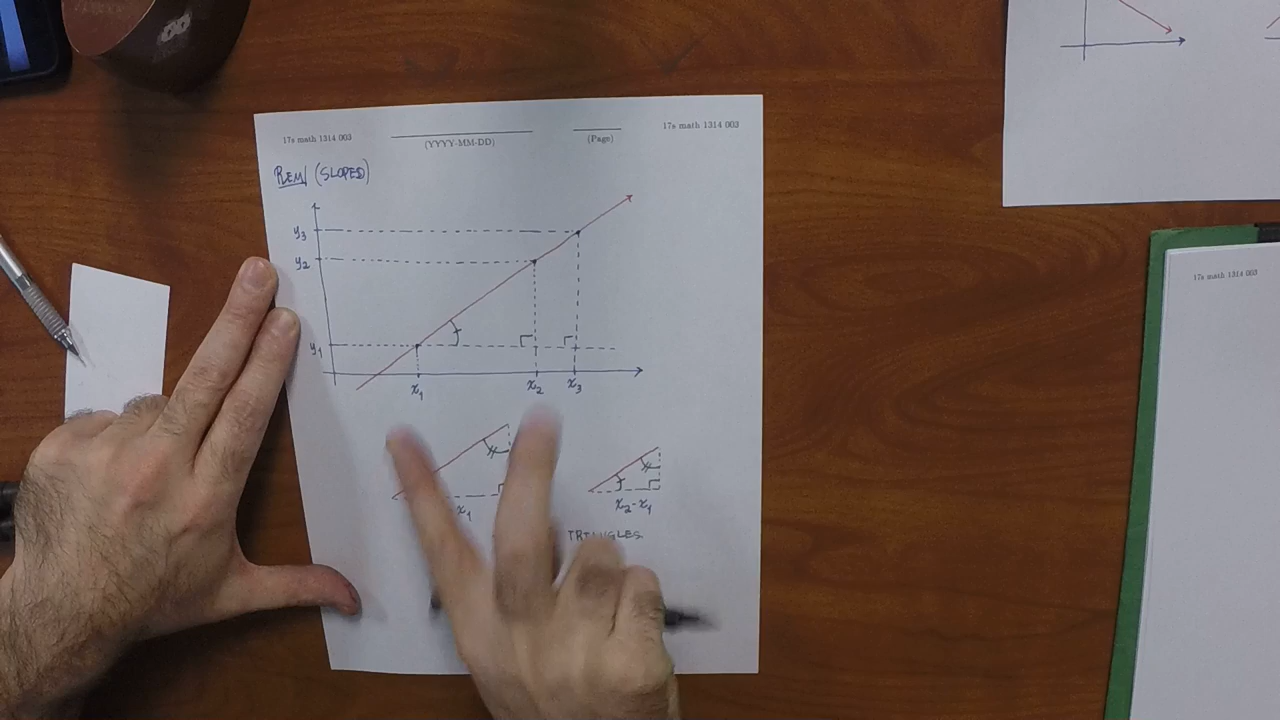 17s math 1314 003
(YYYY-MM-DD)
(Page)
17s math 1314 003
REM (SLOPED)
y3
y2
y1
x1
x2
x3
x1
x2-x1
TRIANGLES
17s math 1314 003